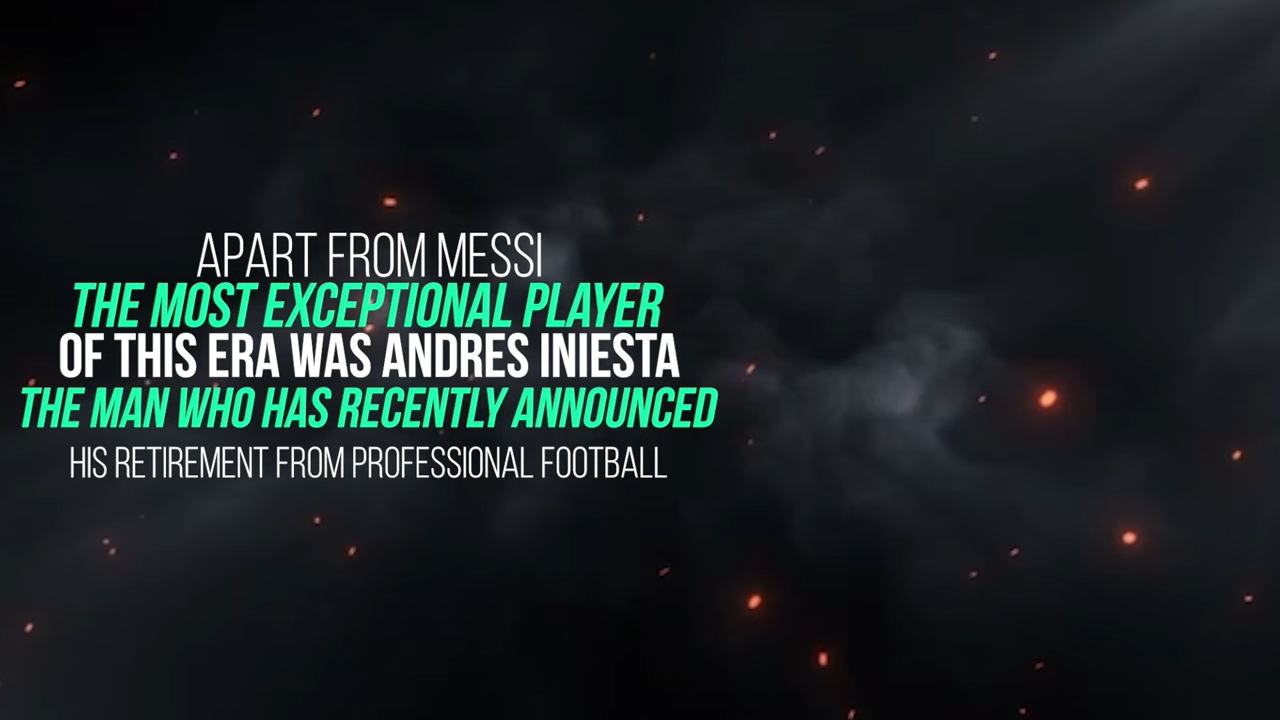 APART FROM MESSI
THE MOST EXCEPTIONAL PLAYER
OF THIS ERA WAS ANDRES INIESTA
THE MAN WHO HAS RECENTLY ANNOUNCED
HIS RETIREMENT FROM PROFESSIONAL FOOTBALL